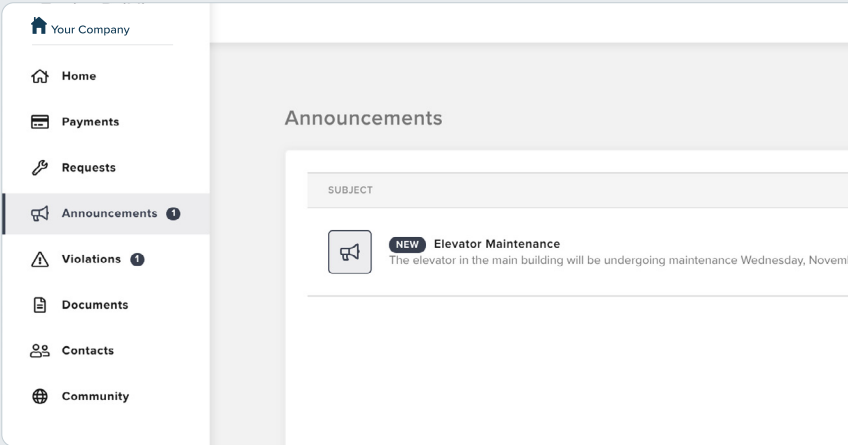 Your Company
Home
Payments
Requests
Announcements 1
Violations 1
Documents
Contacts
Community
Announcements
SUBJECT
NEW Elevator Maintenance
The elevator in the main building will be undergoing maintenance Wednesday,